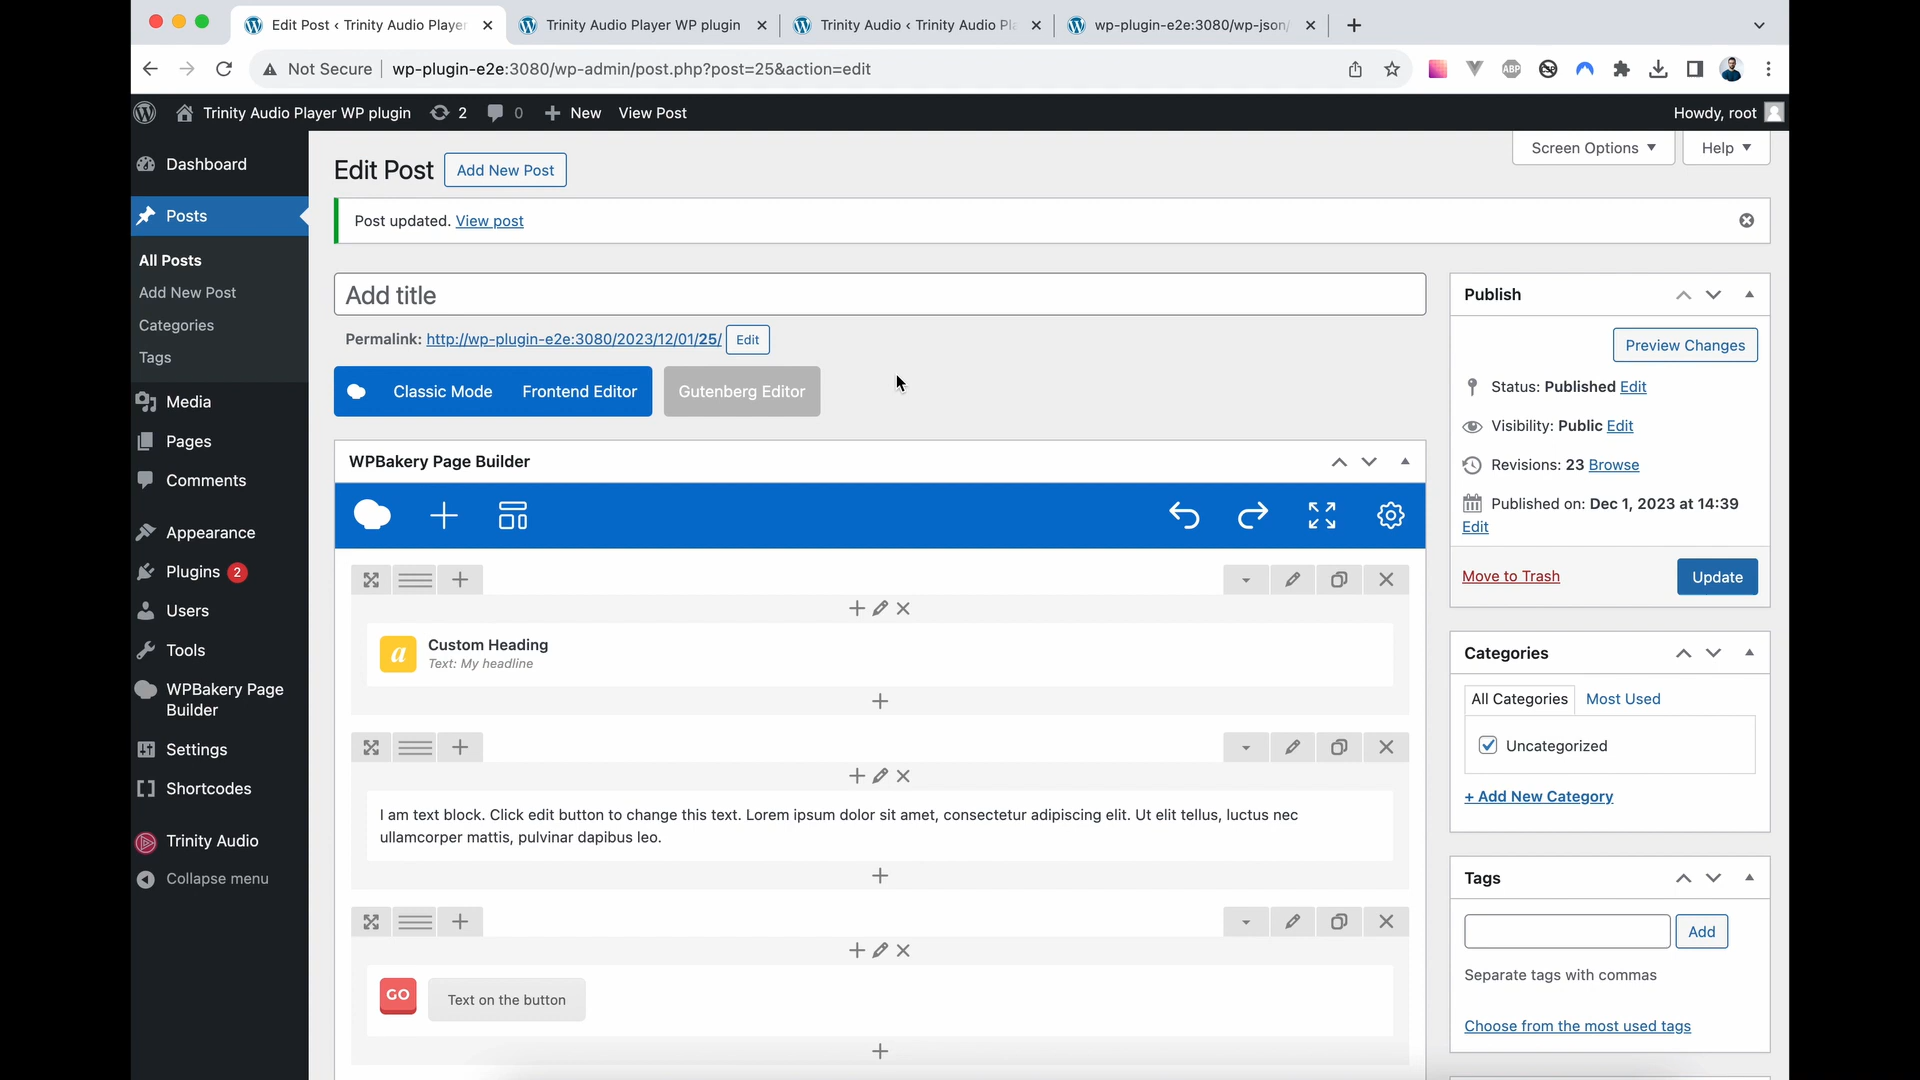 Edit Post ‹ Trinity Audio Player
Trinity Audio Player WP plugin
Trinity Audio ‹ Trinity Audio Pl
wp-plugin-e2e:3080/wp-json/
Not Secure
wp-plugin-e2e:3080/wp-admin/post.php?post=25&action=edit
ABP
Trinity Audio Player WP plugin
2
0
New
View Post
Howdy, root
Dashboard
Posts
All Posts
Add New Post
Categories
Tags
Media
Pages
Comments
Appearance
Plugins 2
Users
Tools
WPBakery Page
Builder
Settings
Shortcodes
Trinity Audio
Collapse menu
Screen Options
Help
Edit Post
Add New Post
Post updated. View post
Add title
Permalink: http://wp-plugin-e2e:3080/2023/12/01/25/ Edit
Classic Mode
Frontend Editor
Gutenberg Editor
WPBakery Page Builder
a
Custom Heading
Text: My headline
I am text block. Click edit button to change this text. Lorem ipsum dolor sit amet, consectetur adipiscing elit. Ut elit tellus, luctus nec
ullamcorper mattis, pulvinar dapibus leo.
GO
Text on the button
Publish
Preview Changes
Status: Published Edit
Visibility: Public Edit
Revisions: 23 Browse
Published on: Dec 1, 2023 at 14:39
Edit
Move to Trash
Update
Categories
All Categories
Most Used
Uncategorized
+ Add New Category
Tags
Add
Separate tags with commas
Choose from the most used tags